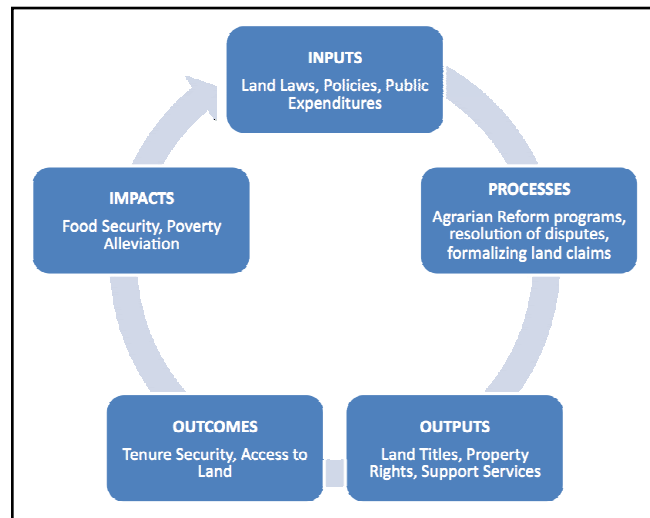 INPUTS
Land Laws, Policies, Public
Expenditures
PROCESSES
Agrarian Reform programs,
resolution of disputes,
formalizing land claims
OUTPUTS
Land Titles, Property
Rights, Support Services
OUTCOMES
Tenure Security, Access to
Land
IMPACTS
Food Security, Poverty
Alleviation